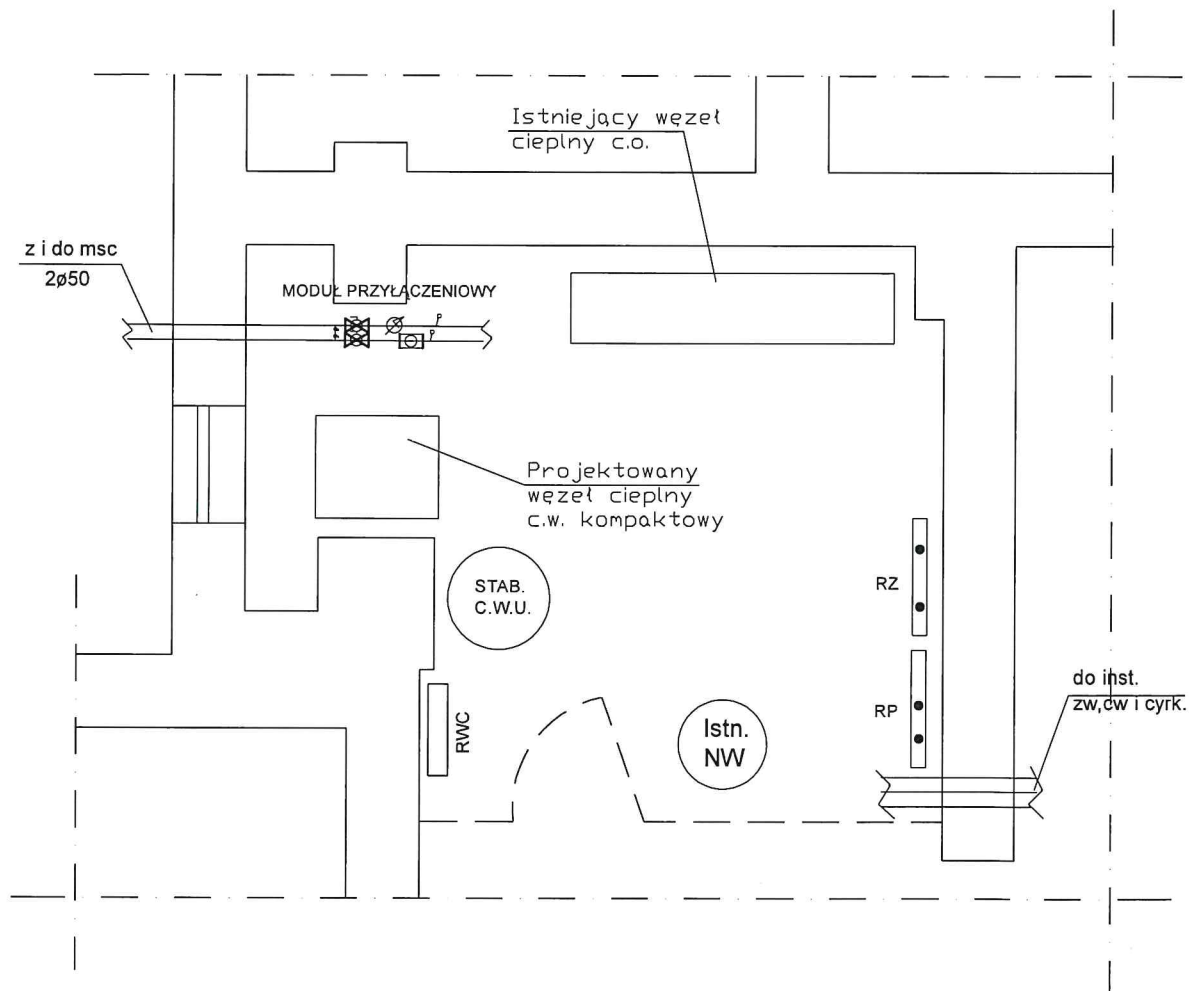 Istniejący węzeł
cieplny c.o.
z i do msc
2ø50
MODUŁ PRZYŁĄCZENIOWY
Projektowany
węzeł cieplny
c.w. kompaktowy
STAB.
C.W.U.
RZ
RP
do inst.
zw,cw i cyrk.
RWC
Istn.
NW